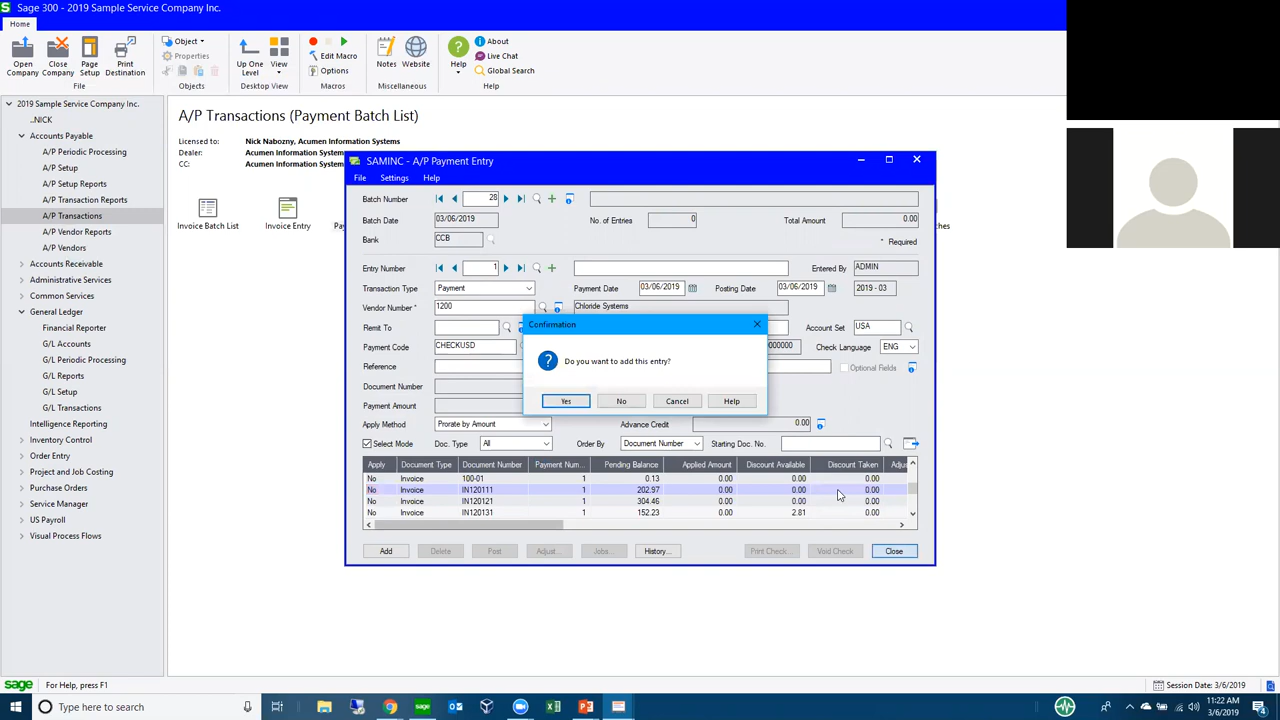 Sage 300 - 2019 Sample Service Company Inc.
Home
Open Company
Close Company
Page Setup
Print Destination
Object
Properties
Up One Level
View
Edit Macro
Options
Notes
Website
Help
About
Live Chat
Global Search
File
Objects
Desktop View
Macros
Miscellaneous
Help
2019 Sample Service Company Inc.
..NICK
Accounts Payable
A/P Periodic Processing
A/P Setup
A/P Setup Reports
A/P Transaction Reports
A/P Transactions
A/P Vendor Reports
A/P Vendors
Accounts Receivable
Administative Services
Common Services
General Ledger
Financial Reporter
G/L Accounts
G/L Periodic Processing
G/L Reports
G/L Setup
G/L Transactions
Intelligence Reporting
Inventory Control
Order Entry
Project and Job Costing
Purchase Orders
Service Manager
US Payroll
Visual Process Flows
A/P Transactions (Payment Batch List)
Licensed to: Nick Nabozny, Acumen Information Systems
Dealer: Acumen Information System
CC: Acumen Information System
Invoice Batch List
Invoice Entry
Pay
ches
SAMINC - A/P Payment Entry
File Settings Help
Batch Number 28
Batch Date 03/06/2019 No. of Entries 0 Total Amount 0.00
Bank CCB * Required
Entry Number 1 Entered By ADMIN
Transaction Type Payment Payment Date 03/06/2019 Posting Date 03/06/2019 2019 - 03
Vendor Number * 1200 Chloride Systems
Remit To Account Set USA
Payment Code CHECKUSD 000000 Check Language ENG
Reference Optional Fields
Document Number
Payment Amount
Apply Method Prorate by Amount Advance Credit 0.00
Select Mode Doc. Type All Order By Document Number Starting Doc. No.
Apply Document Type Document Number Payment Num... Pending Balance Applied Amount Discount Available Discount Taken Adjus
No Invoice 100-01 1 0.13 0.00 0.00 0.00
No Invoice IN120111 1 202.97 0.00 0.00 0.00
No Invoice IN120121 1 304.46 0.00 0.00 0.00
No Invoice IN120131 1 152.23 0.00 2.81 0.00
Add Delete Post Adjust... Jobs... History... Print Check... Void Check Close
Confirmation
Do you want to add this entry?
Yes No Cancel Help
sage For Help, press F1
Session Date: 3/6/2019
Type here to search
11:22 AM
3/6/2019
4